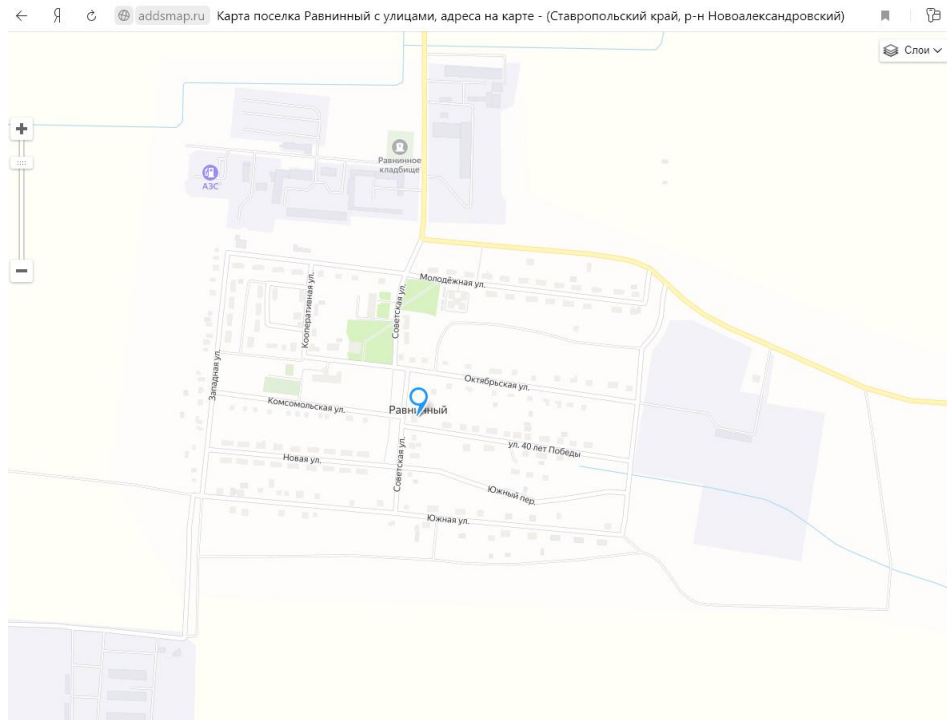 addsmap.ru Карта поселка Равнинный с улицами, адреса на карте - (Ставропольский край, р-н Новоалександровский)
Слои
Равнинное
кладбище
АЗС
Молодёжная ул.
Кооперативная ул.
Советская ул.
Западная ул.
Октябрьская ул.
Комсомольская ул.
Равнинный
ул. 40 лет Победы
Советская ул.
Новая ул.
Южный пер.
Южная ул.